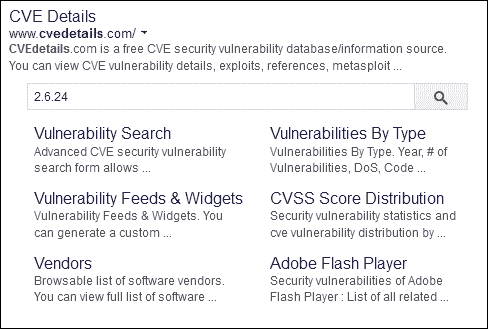 CVE Details
www.cvedetails.com/
CVEdetails.com is a free CVE security vulnerability database/information source.
You can view CVE vulnerability details, exploits, references, metasploit ...
2.6.24
Vulnerability Search
Advanced CVE security vulnerability
search form allows ...
Vulnerabilities By Type
Vulnerabilities By Type. Year, # of
Vulnerabilities, DoS, Code ...
Vulnerability Feeds & Widgets
Vulnerability Feeds & Widgets. You
can generate a custom ...
CVSS Score Distribution
Security vulnerability statistics and
cve vulnerability distribution by ...
Vendors
Browsable list of software vendors.
You can view full list of software ...
Adobe Flash Player
Security vulnerabilities of Adobe
Flash Player : List of all related ...